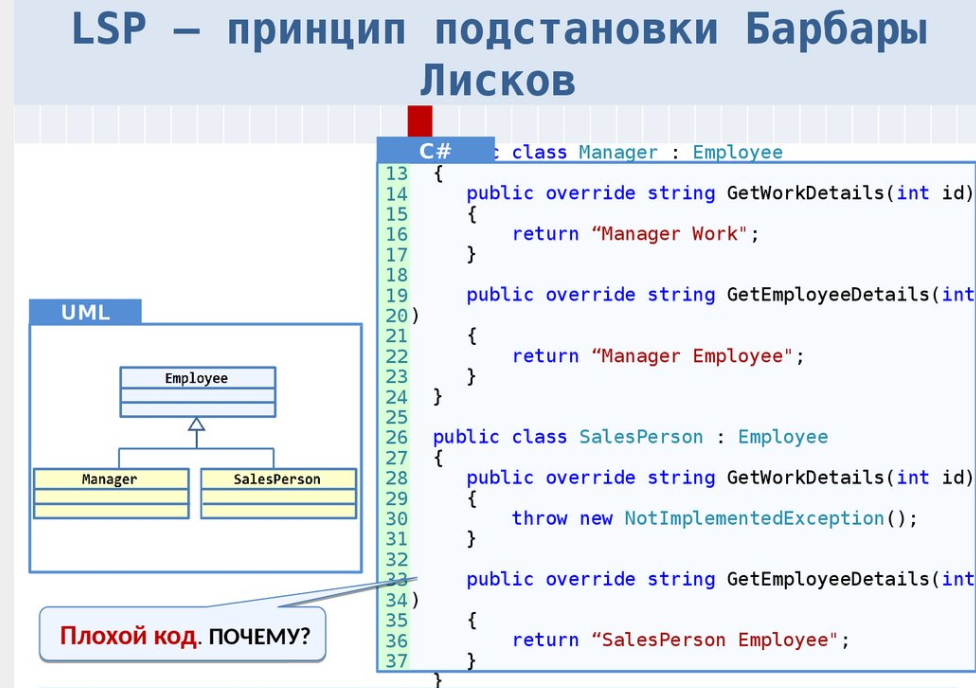 LSP – принцип подстановки Барбары
Лисков
C#
c class Manager : Employee
13 {
14 public override string GetWorkDetails(int id)
15 {
16 return “Manager Work";
17 }
18
19 public override string GetEmployeeDetails(int
20 )
21 {
22 return “Manager Employee";
23 }
24 }
25
26 public class SalesPerson : Employee
27 {
28 public override string GetWorkDetails(int id)
29 {
30 throw new NotImplementedException();
31 }
32
33 public override string GetEmployeeDetails(int
34 )
35 {
36 return “SalesPerson Employee";
37 }
}
UML
Employee
Manager SalesPerson
Плохой код. ПОЧЕМУ?